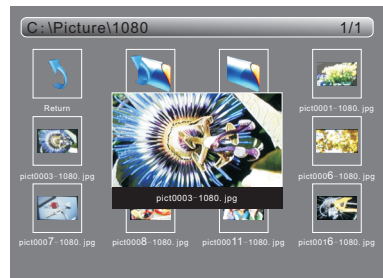 C:\Picture\1080 1/1
Return
pict0001-1080. jpg
pict0003-1080. jpg
pict0006-1080. jpg
pict0003-1080. jpg
pict0007-1080. jpg pict0008-1080. jpg pict00011-1080. jpg pict0016-1080. jpg